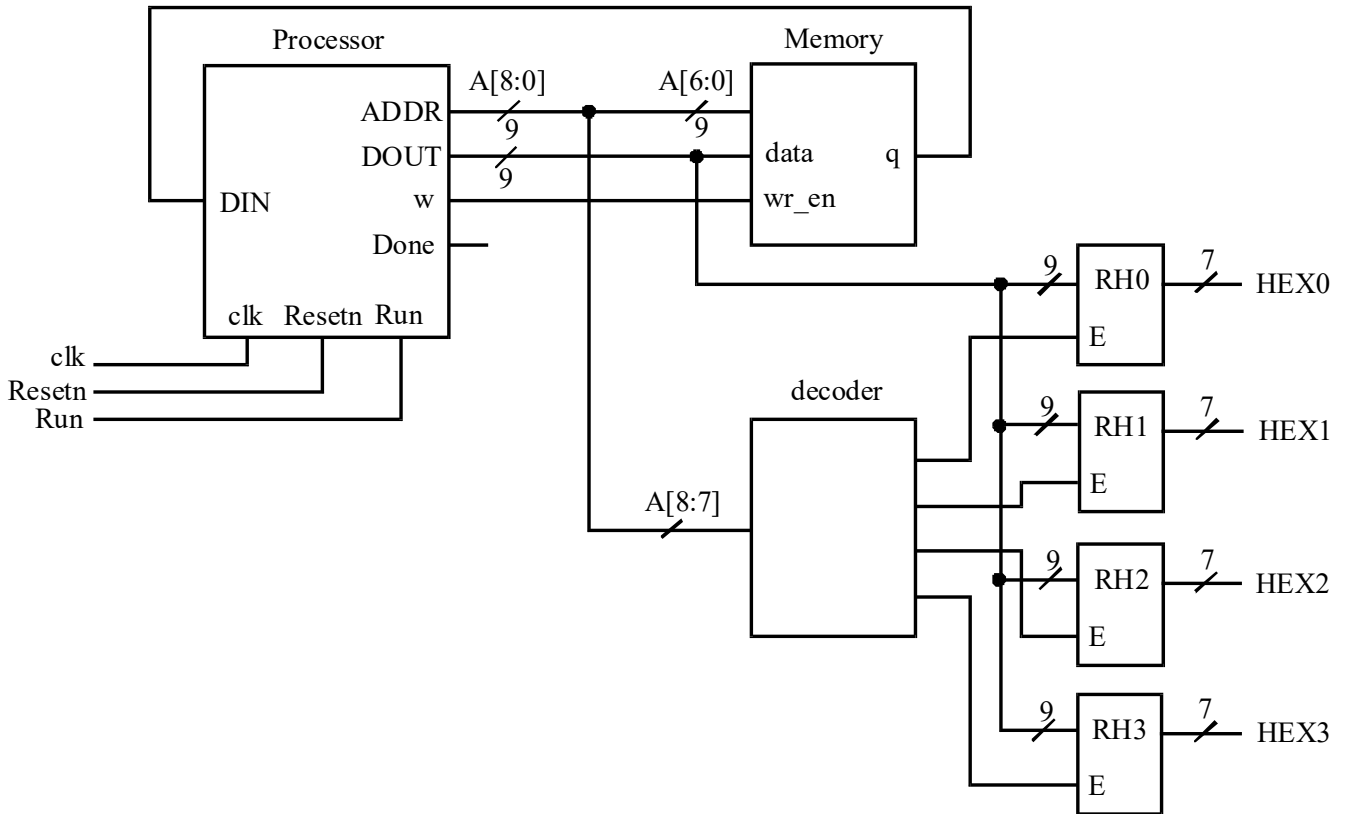 Processor
Memory
A[8:0]
A[6:0]
ADDR
9
9
DOUT
data
q
9
DIN
w
wr_en
Done
9
RH0
7
HEX0
clk Resetn Run
E
clk
Resetn
Run
decoder
9
RH1
7
HEX1
E
A[8:7]
9
RH2
7
HEX2
E
9
RH3
7
HEX3
E